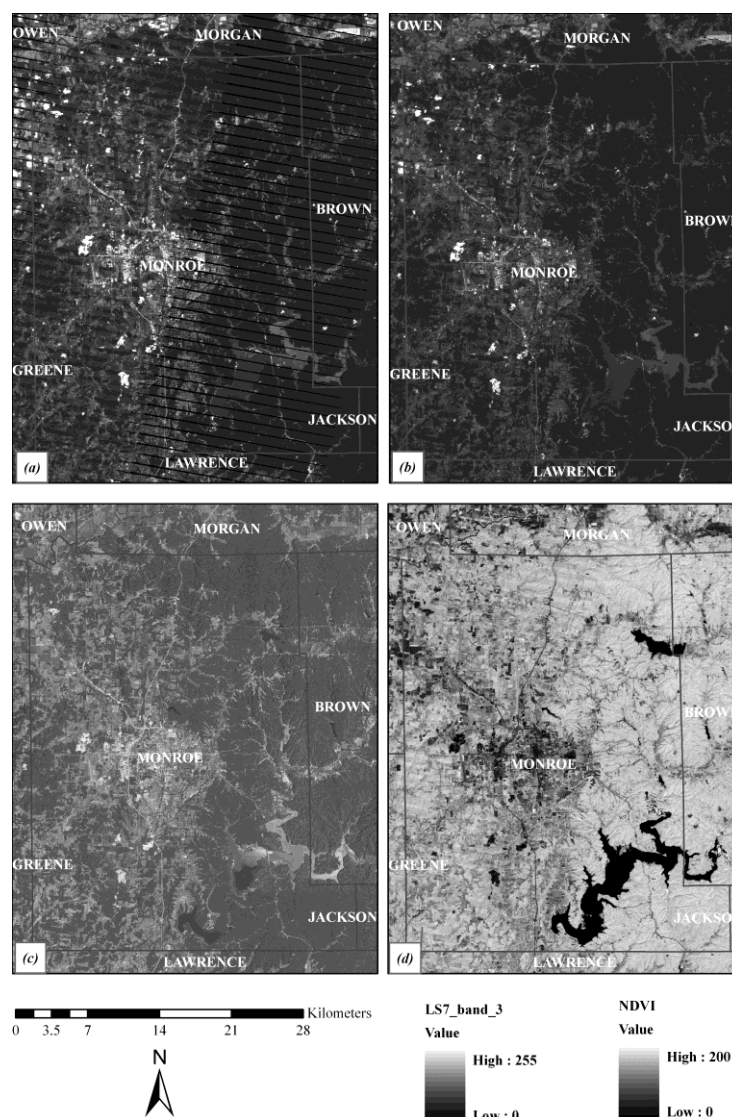 OWEN
MORGAN
BROWN
MONROE
GREENE
JACKSON
(a)
LAWRENCE
OWEN
MORGAN
BROWN
MONROE
GREENE
JACKSON
(b)
LAWRENCE
OWEN
MORGAN
BROWN
MONROE
GREENE
JACKSON
(c)
LAWRENCE
OWEN
MORGAN
BROWN
MONROE
GREENE
JACKSON
(d)
LAWRENCE
Kilometers
0 3.5 7 14 21 28
N
LS7_band_3
Value
High : 255
Low : 0
NDVI
Value
High : 200
Low : 0